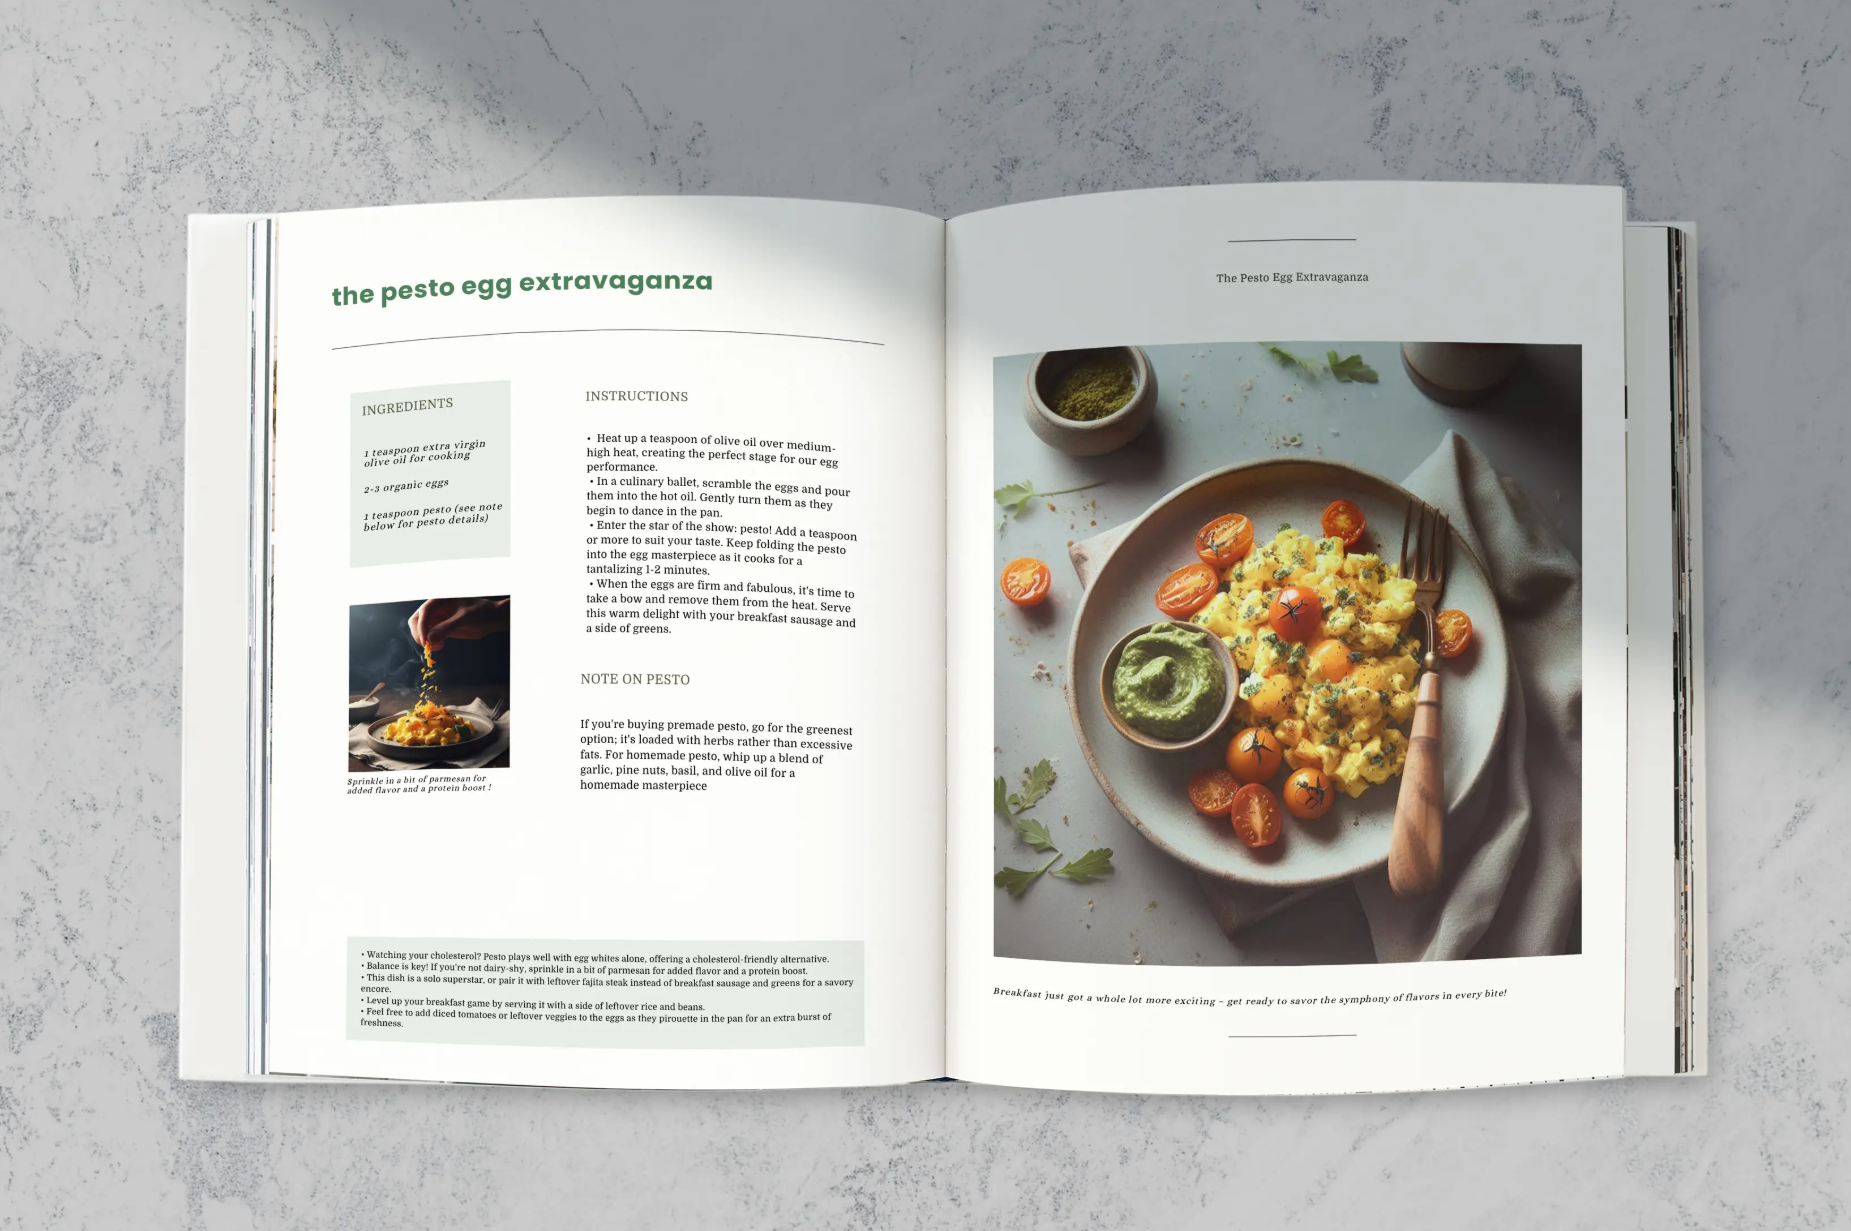 the pesto egg extravaganza
INGREDIENTS
1 teaspoon extra virgin
olive oil for cooking
2-3 organic eggs
1 teaspoon pesto (see note
below for pesto details)
Sprinkle in a bit of parmesan for
added flavor and a protein boost !
INSTRUCTIONS
• Heat up a teaspoon of olive oil over medium-
high heat, creating the perfect stage for our egg
performance.
• In a culinary ballet, scramble the eggs and pour
them into the hot oil. Gently turn them as they
begin to dance in the pan.
• Enter the star of the show: pesto! Add a teaspoon
or more to suit your taste. Keep folding the pesto
into the egg masterpiece as it cooks for a
tantalizing 1-2 minutes.
• When the eggs are firm and fabulous, it's time to
take a bow and remove them from the heat. Serve
this warm delight with your breakfast sausage and
a side of greens.
NOTE ON PESTO
If you're buying premade pesto, go for the greenest
option; it's loaded with herbs rather than excessive
fats. For homemade pesto, whip up a blend of
garlic, pine nuts, basil, and olive oil for a
homemade masterpiece
• Watching your cholesterol? Pesto plays well with egg whites alone, offering a cholesterol-friendly alternative.
• Balance is key! If you're not dairy-shy, sprinkle in a bit of parmesan for added flavor and a protein boost.
• This dish is a solo superstar, or pair it with leftover fajita steak instead of breakfast sausage and greens for a savory
encore.
• Level up your breakfast game by serving it with a side of leftover rice and beans.
• Feel free to add diced tomatoes or leftover veggies to the eggs as they pirouette in the pan for an extra burst of
freshness.
The Pesto Egg Extravaganza
Breakfast just got a whole lot more exciting – get ready to savor the symphony of flavors in every bite!